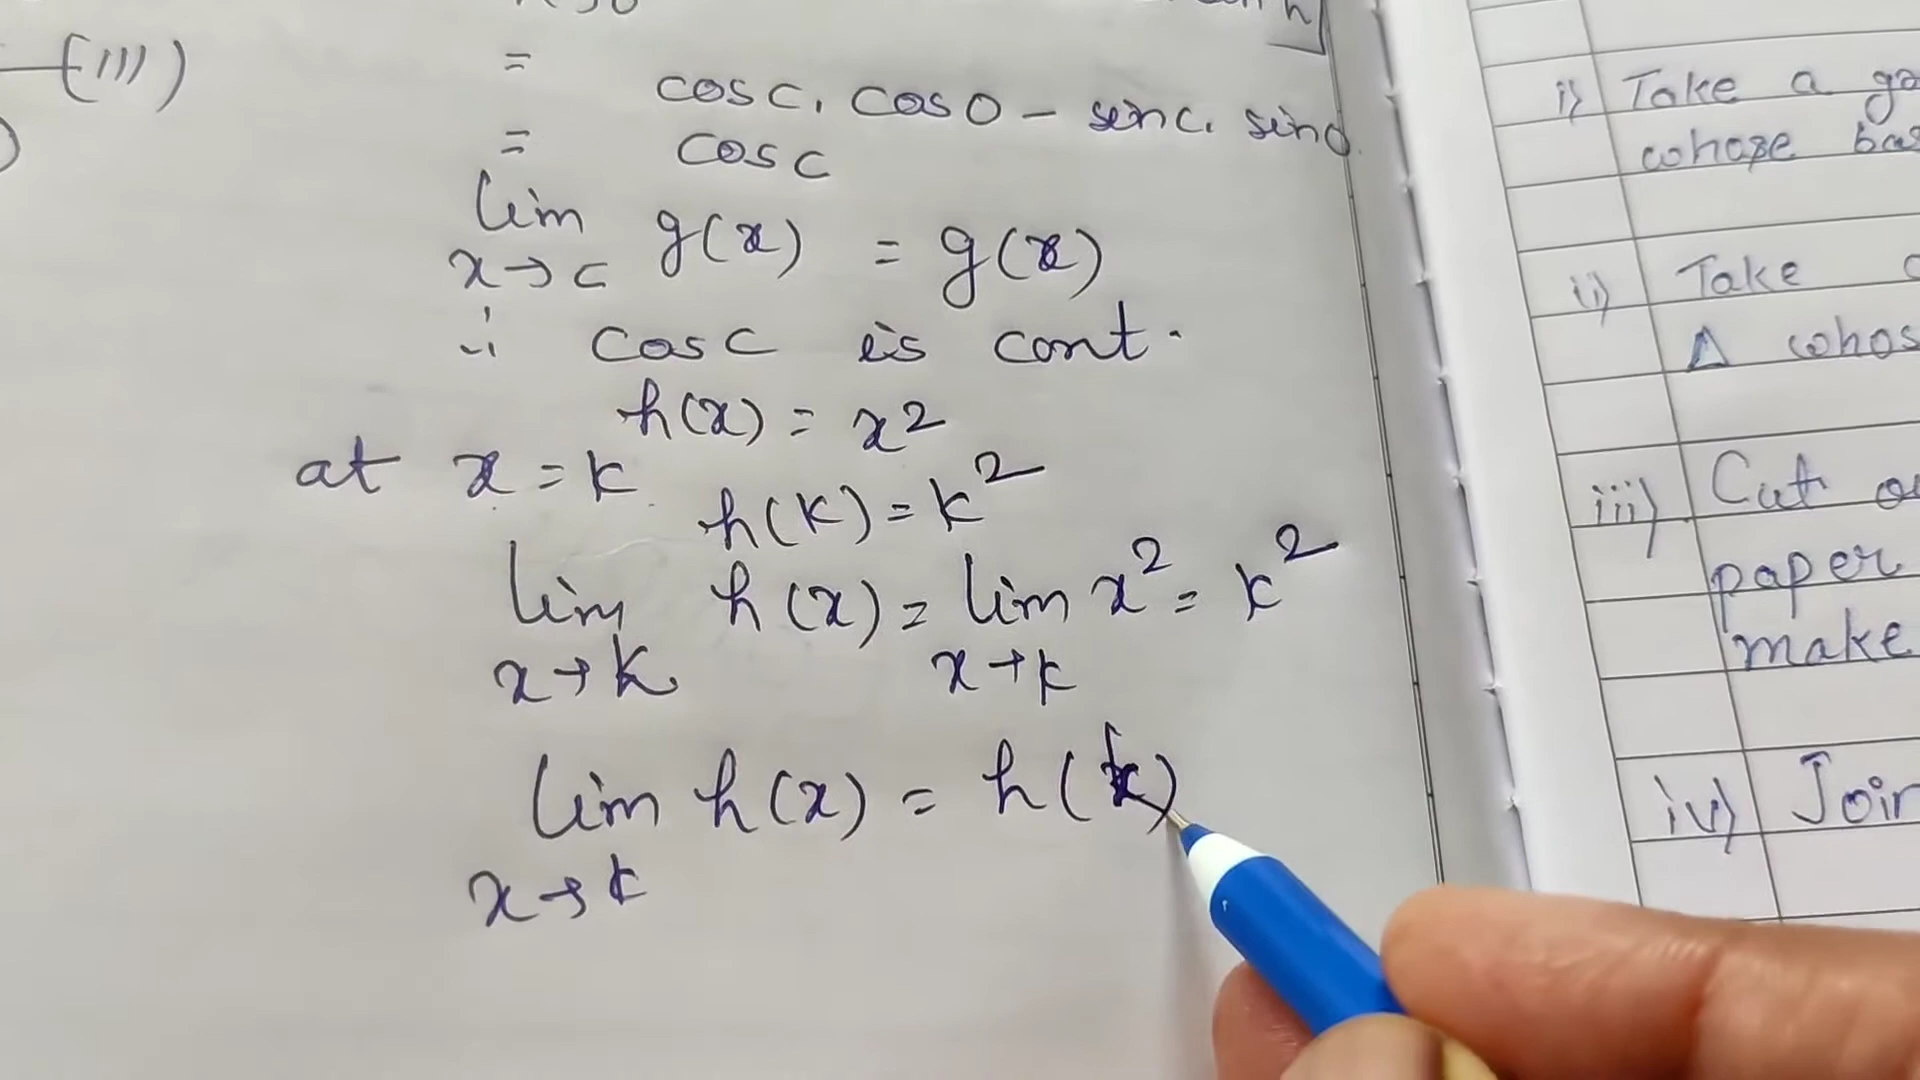 (iii)
=
cos c. cos 0 - sin c. sin 0
= cos c
lim g(x) = g(x)
x→c
∴ cos c is cont.
h(x) = x2
at x = k
h(k) = k2
lim h(x) = lim x2 = k2
x→k x→k
lim h(x) = h(k)
x→k
i) Take a
whose
ii) Take
Δ
iii) Cut
paper
make
iv) Join